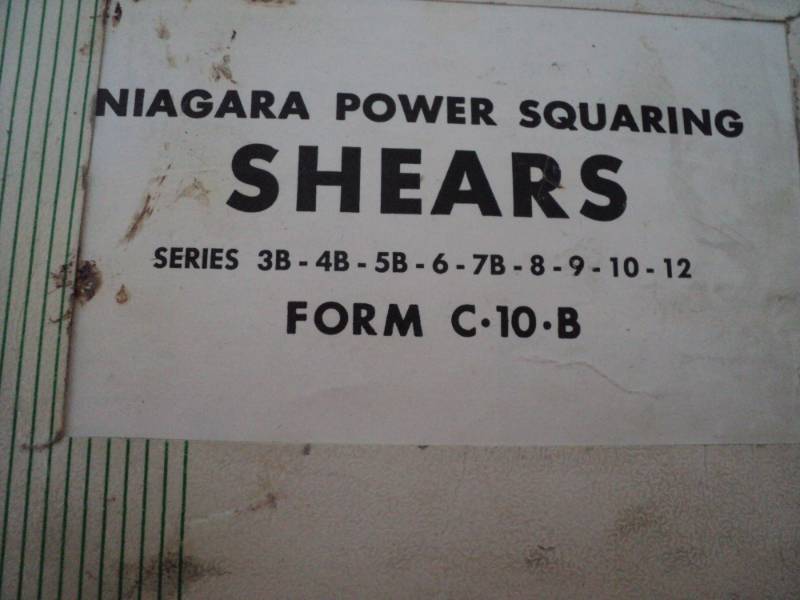 NIAGARA POWER SQUARING
SHEARS
SERIES 3B - 4B - 5B - 6 - 7B - 8 - 9 - 10 - 12
FORM C·10·B